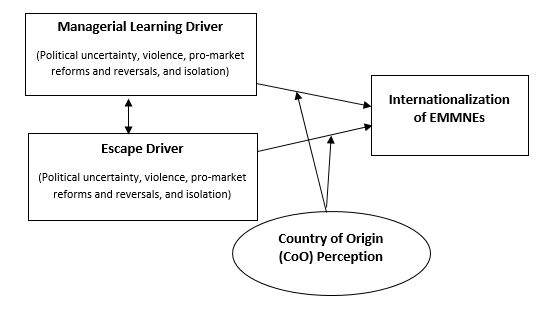 Managerial Learning Driver
(Political uncertainty, violence, pro-market
reforms and reversals, and isolation)
Internationalization
of EMMNEs
Escape Driver
(Political uncertainty, violence, pro-market
reforms and reversals, and isolation)
Country of Origin
(CoO) Perception